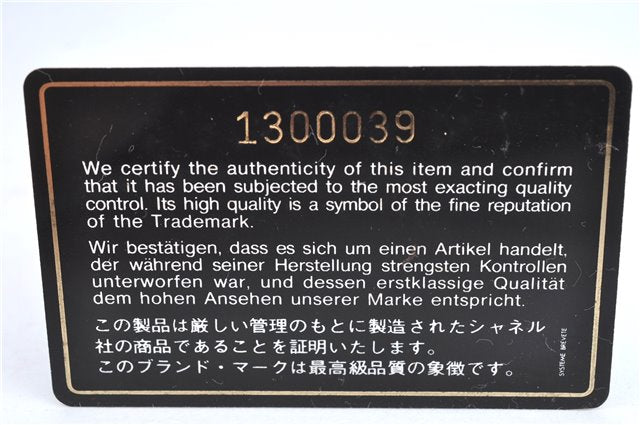 1300039
We certify the authenticity of this item and confirm
that it has been subjected to the most exacting quality
control. Its high quality is a symbol of the fine reputation
of the Trademark.
Wir bestätigen, dass es sich um einen Artikel handelt,
der während seiner Herstellung strengsten Kontrollen
unterworfen war, und dessen erstklassige Qualität
dem hohen Ansehen unserer Marke entspricht.
この製品は厳しい管理のもとに製造されたシャネル
社の商品であることを証明いたします。
このブランド・マークは最高級品質の象徴です。
SYSTEME BREVETE